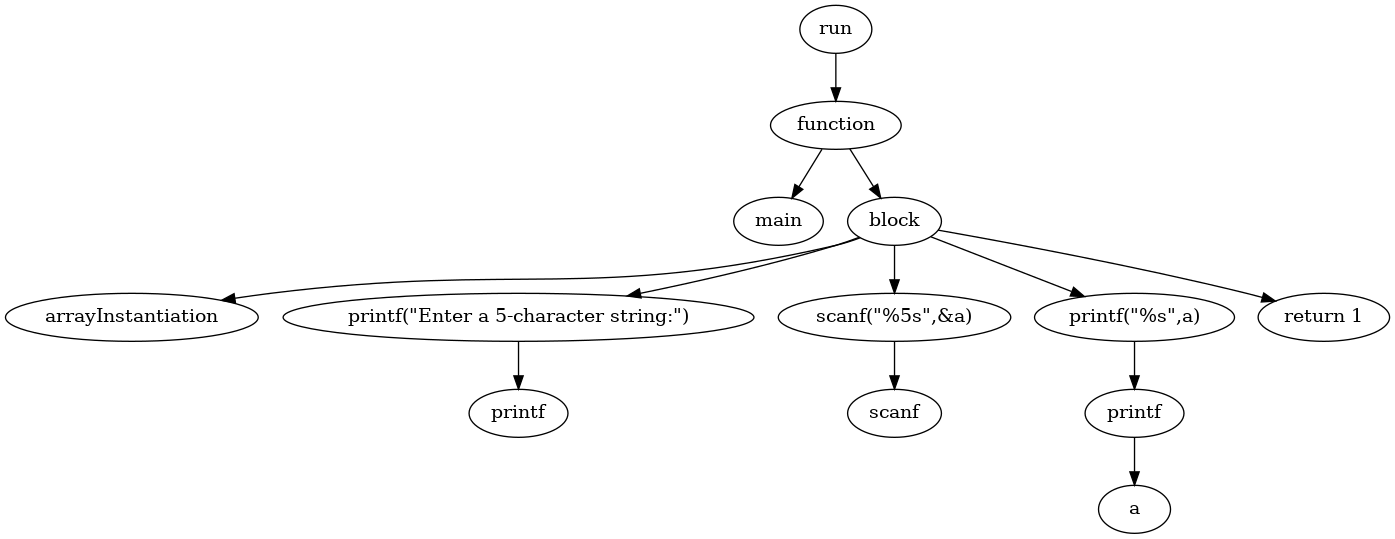 run
function
main
block
arrayInstantiation
printf("Enter a 5-character string:")
scanf("%5s",&a)
printf("%s",a)
return 1
printf
scanf
printf
a